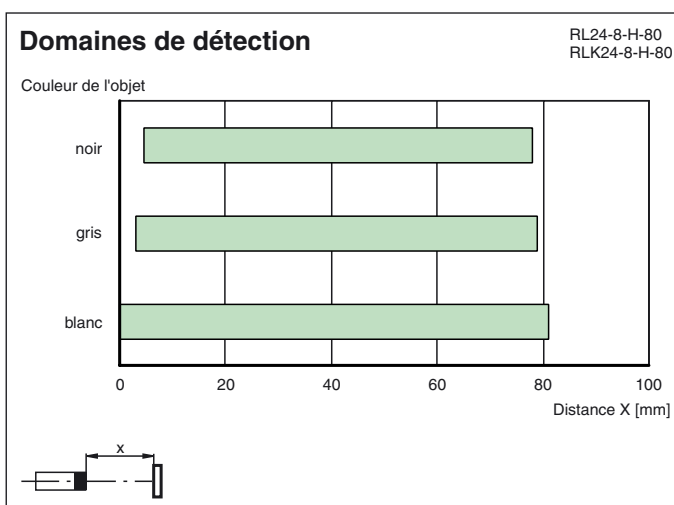 Domaines de détection
RL24-8-H-80
RLK24-8-H-80
Couleur de l'objet
noir
gris
blanc
0 20 40 60 80 100
Distance X [mm]
x